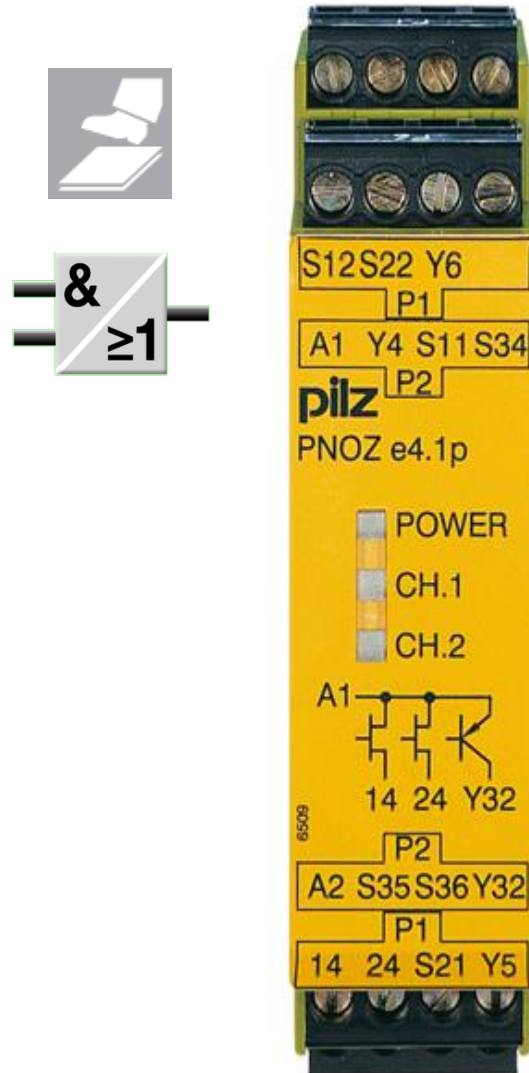 &
≥1
S12 S22 Y6
P1
A1 Y4 S11 S34
P2
pilz
PNOZ e4.1p
POWER
CH.1
CH.2
A1
14 24 Y32
6509
P2
A2 S35 S36 Y32
P1
14 24 S21 Y5